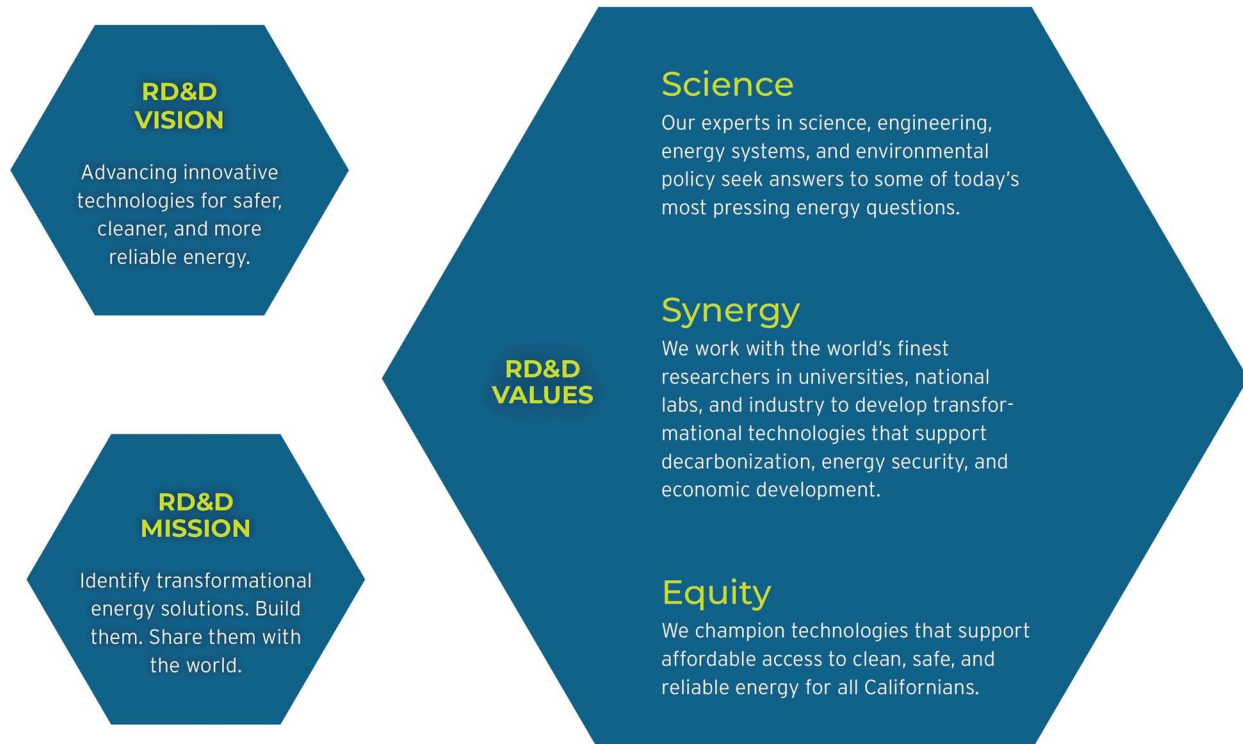 RD&D
VISION
Advancing innovative
technologies for safer,
cleaner, and more
reliable energy.
RD&D
MISSION
Identify transformational
energy solutions. Build
them. Share them with
the world.
RD&D
VALUES
Science
Our experts in science, engineering,
energy systems, and environmental
policy seek answers to some of today’s
most pressing energy questions.
Synergy
We work with the world’s finest
researchers in universities, national
labs, and industry to develop transfor-
mational technologies that support
decarbonization, energy security, and
economic development.
Equity
We champion technologies that support
affordable access to clean, safe, and
reliable energy for all Californians.